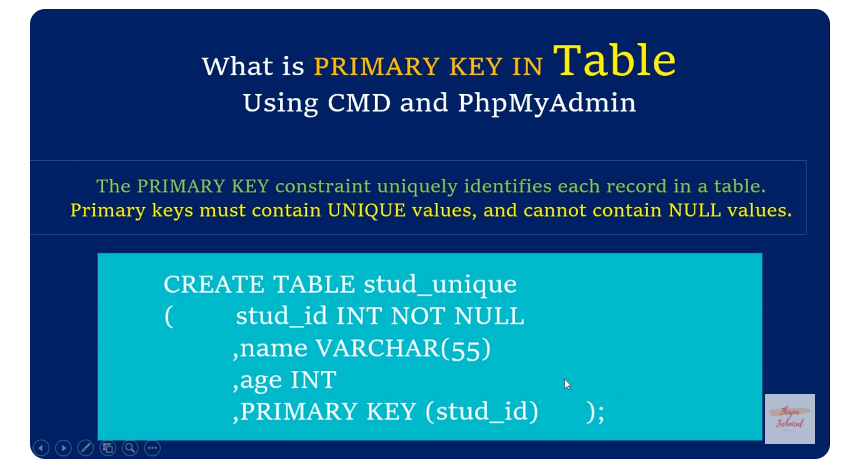 What is PRIMARY KEY IN Table
Using CMD and PhpMyAdmin
The PRIMARY KEY constraint uniquely identifies each record in a table.
Primary keys must contain UNIQUE values, and cannot contain NULL values.
CREATE TABLE stud_unique
( stud_id INT NOT NULL
,name VARCHAR(55)
,age INT
,PRIMARY KEY (stud_id) );
Technical